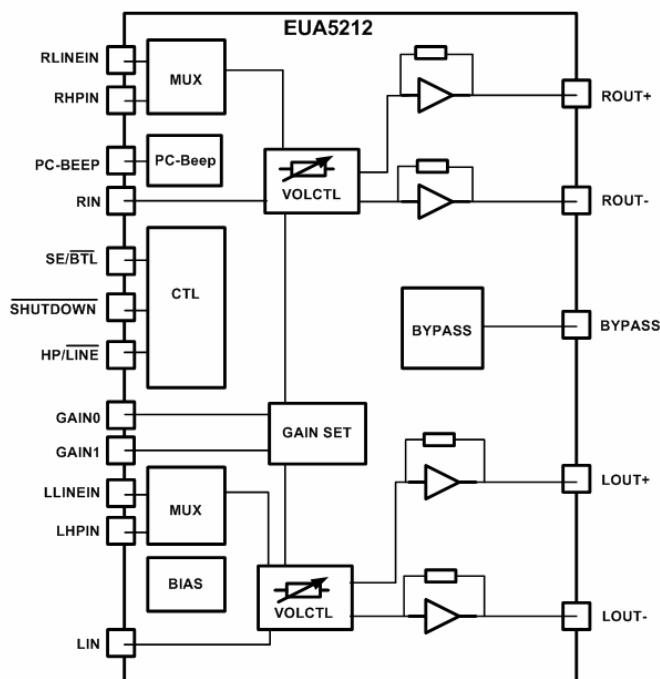 EUA5212
RLINEIN
MUX
RHPIN
ROUT+
PC-BEEP
PC-Beep
VOLCTL
RIN
ROUT-
SE/BTL
CTL
SHUTDOWN
HP/LINE
BYPASS
BYPASS
GAIN0
GAIN SET
GAIN1
LLINEIN
MUX
LHPIN
LOUT+
BIAS
VOLCTL
LIN
LOUT-